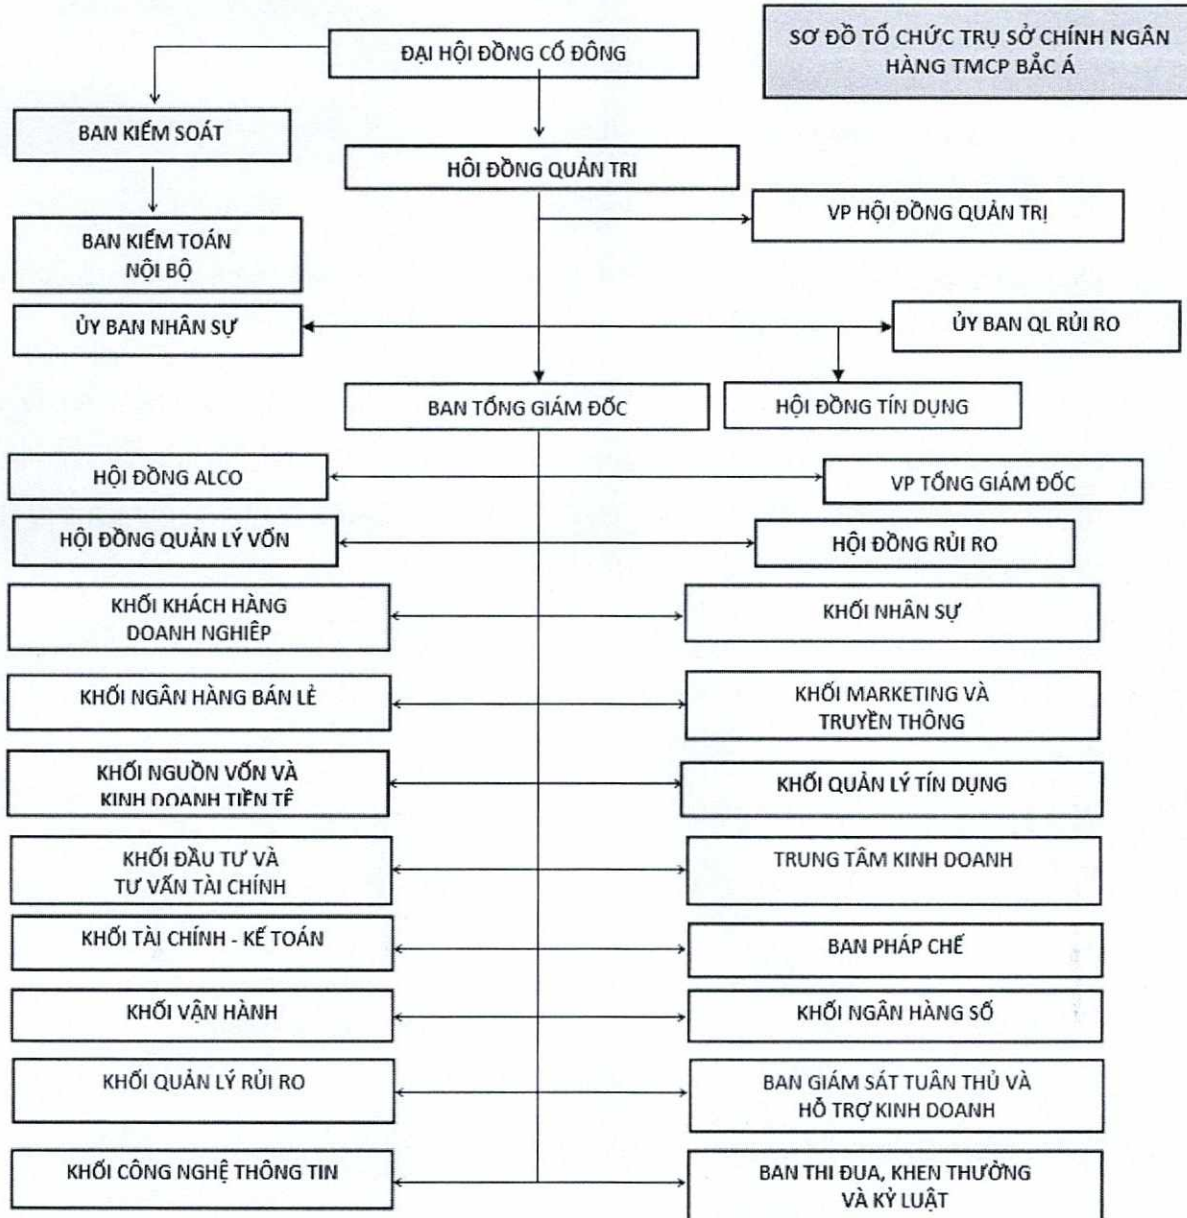 SƠ ĐỒ TỔ CHỨC TRỤ SỞ CHÍNH NGÂN
HÀNG TMCP BẮC Á
ĐẠI HỘI ĐỒNG CỔ ĐÔNG
BAN KIỂM SOÁT
HÔI ĐỒNG QUẢN TRI
VP HỘI ĐỒNG QUẢN TRỊ
BAN KIỂM TOÁN
NỘI BỘ
ỦY BAN NHÂN SỰ
ỦY BAN QL RỦI RO
BAN TỔNG GIÁM ĐỐC
HỘI ĐỒNG TÍN DỤNG
HỘI ĐỒNG ALCO
VP TỔNG GIÁM ĐỐC
HỘI ĐỒNG QUẢN LÝ VỐN
HỘI ĐỒNG RỦI RO
KHỐI KHÁCH HÀNG
DOANH NGHIÊP
KHỐI NHÂN SỰ
KHỐI NGÂN HÀNG BÁN LẺ
KHỐI MARKETING VÀ
TRUYỀN THÔNG
KHỐI NGUỒN VỐN VÀ
KINH DOANH TIỀN TÊ
KHỐI QUẢN LÝ TÍN DỤNG
KHỐI ĐẦU TƯ VÀ
TƯ VẤN TÀI CHÍNH
TRUNG TÂM KINH DOANH
KHỐI TÀI CHÍNH - KẾ TOÁN
BAN PHÁP CHẾ
KHỐI VẬN HÀNH
KHỐI NGÂN HÀNG SỐ
KHỐI QUẢN LÝ RỦI RO
BAN GIÁM SÁT TUÂN THỦ VÀ
HỖ TRỢ KINH DOANH
KHỐI CÔNG NGHỆ THÔNG TIN
BAN THI ĐUA, KHEN THƯỞNG
VÀ KỶ LUẬT